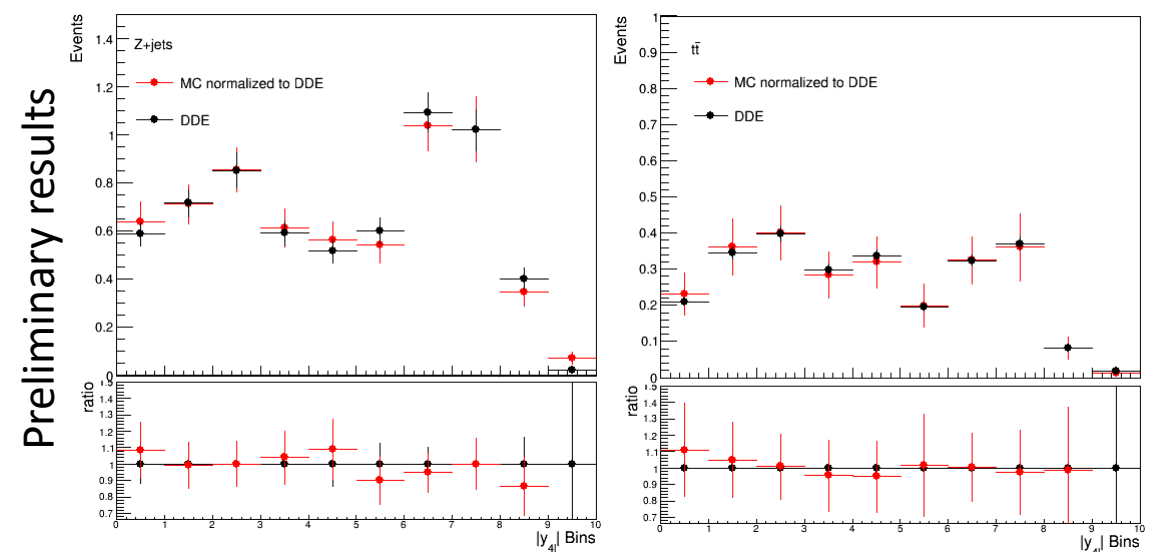 Preliminary results
Events
Z+jets
MC normalized to DDE
DDE
1.4
1.2
1
0.8
0.6
0.4
0.2
0
ratio
1.5
1.4
1.3
1.2
1.1
1
0.9
0.8
0.7
0 1 2 3 4 5 6 7 8 9 10
|y4l| Bins
Events
tt̄
MC normalized to DDE
DDE
1
0.9
0.8
0.7
0.6
0.5
0.4
0.3
0.2
0.1
0
ratio
1.5
1.4
1.3
1.2
1.1
1
0.9
0.8
0.7
0 1 2 3 4 5 6 7 8 9 10
|y4l| Bins